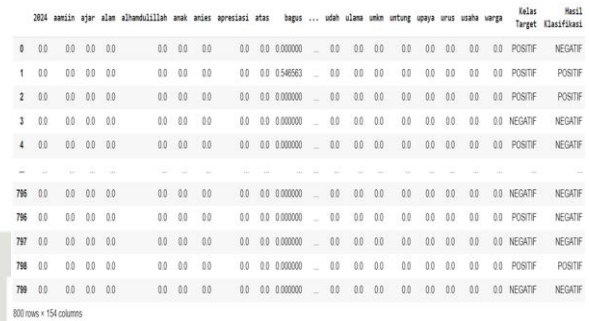 Kelas Hasil
2024 aamiin ajar alam alhamdulillah anak anies apresiasi atas bagus ... udah ulama umkm untung upaya urus usaha warga Target Klasifikasi
0 0.0 0.0 0.0 0.0 0.0 0.0 0.0 0.0 0.0 0.000000 ... 0.0 0.0 0.0 0.0 0.0 0.0 0.0 0.0 POSITIF NEGATIF
1 0.0 0.0 0.0 0.0 0.0 0.0 0.0 0.0 0.0 0.546563 ... 0.0 0.0 0.0 0.0 0.0 0.0 0.0 0.0 POSITIF POSITIF
2 0.0 0.0 0.0 0.0 0.0 0.0 0.0 0.0 0.0 0.000000 ... 0.0 0.0 0.0 0.0 0.0 0.0 0.0 0.0 POSITIF POSITIF
3 0.0 0.0 0.0 0.0 0.0 0.0 0.0 0.0 0.0 0.000000 ... 0.0 0.0 0.0 0.0 0.0 0.0 0.0 0.0 NEGATIF NEGATIF
4 0.0 0.0 0.0 0.0 0.0 0.0 0.0 0.0 0.0 0.000000 ... 0.0 0.0 0.0 0.0 0.0 0.0 0.0 0.0 POSITIF NEGATIF
... ... ... ... ... ... ... ... ... ... ... ... ... ... ... ... ... ... ... ... ... ...
795 0.0 0.0 0.0 0.0 0.0 0.0 0.0 0.0 0.0 0.000000 ... 0.0 0.0 0.0 0.0 0.0 0.0 0.0 0.0 NEGATIF NEGATIF
796 0.0 0.0 0.0 0.0 0.0 0.0 0.0 0.0 0.0 0.000000 ... 0.0 0.0 0.0 0.0 0.0 0.0 0.0 0.0 POSITIF NEGATIF
797 0.0 0.0 0.0 0.0 0.0 0.0 0.0 0.0 0.0 0.000000 ... 0.0 0.0 0.0 0.0 0.0 0.0 0.0 0.0 NEGATIF NEGATIF
798 0.0 0.0 0.0 0.0 0.0 0.0 0.0 0.0 0.0 0.000000 ... 0.0 0.0 0.0 0.0 0.0 0.0 0.0 0.0 POSITIF POSITIF
799 0.0 0.0 0.0 0.0 0.0 0.0 0.0 0.0 0.0 0.000000 ... 0.0 0.0 0.0 0.0 0.0 0.0 0.0 0.0 NEGATIF NEGATIF
800 rows × 154 columns